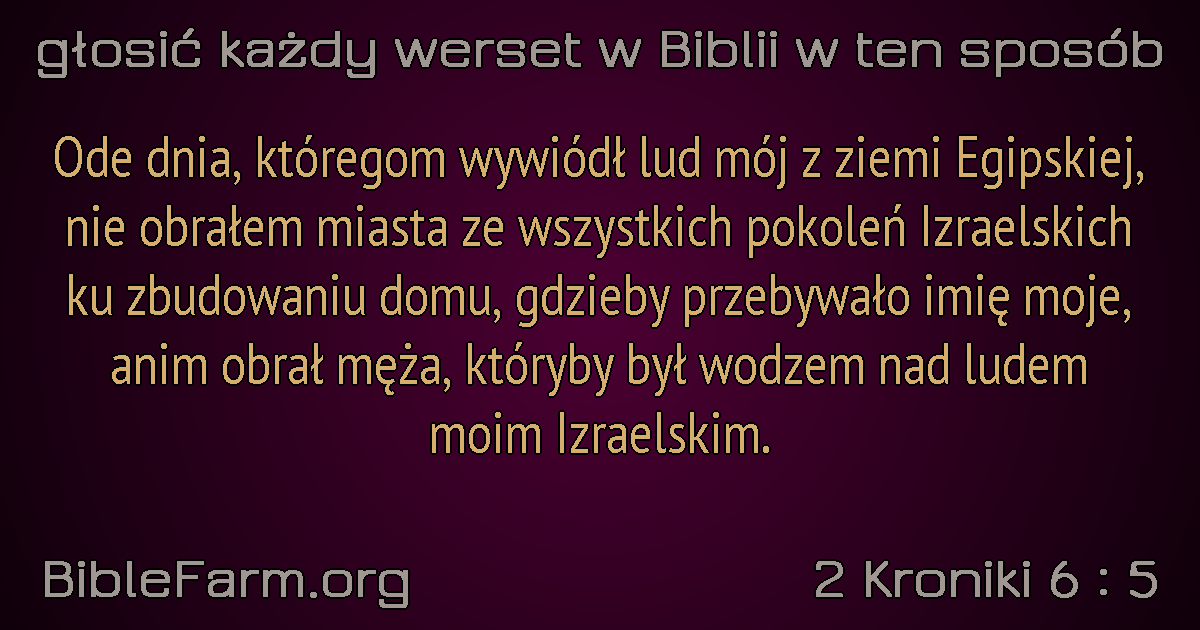 głosić każdy werset w Biblii w ten sposób
Ode dnia, któregom wywiódł lud mój z ziemi Egipskiej,
nie obrałem miasta ze wszystkich pokoleń Izraelskich
ku zbudowaniu domu, gdzieby przebywało imię moje,
anim obrał męża, któryby był wodzem nad ludem
moim Izraelskim.
BibleFarm.org
2 Kroniki 6 : 5